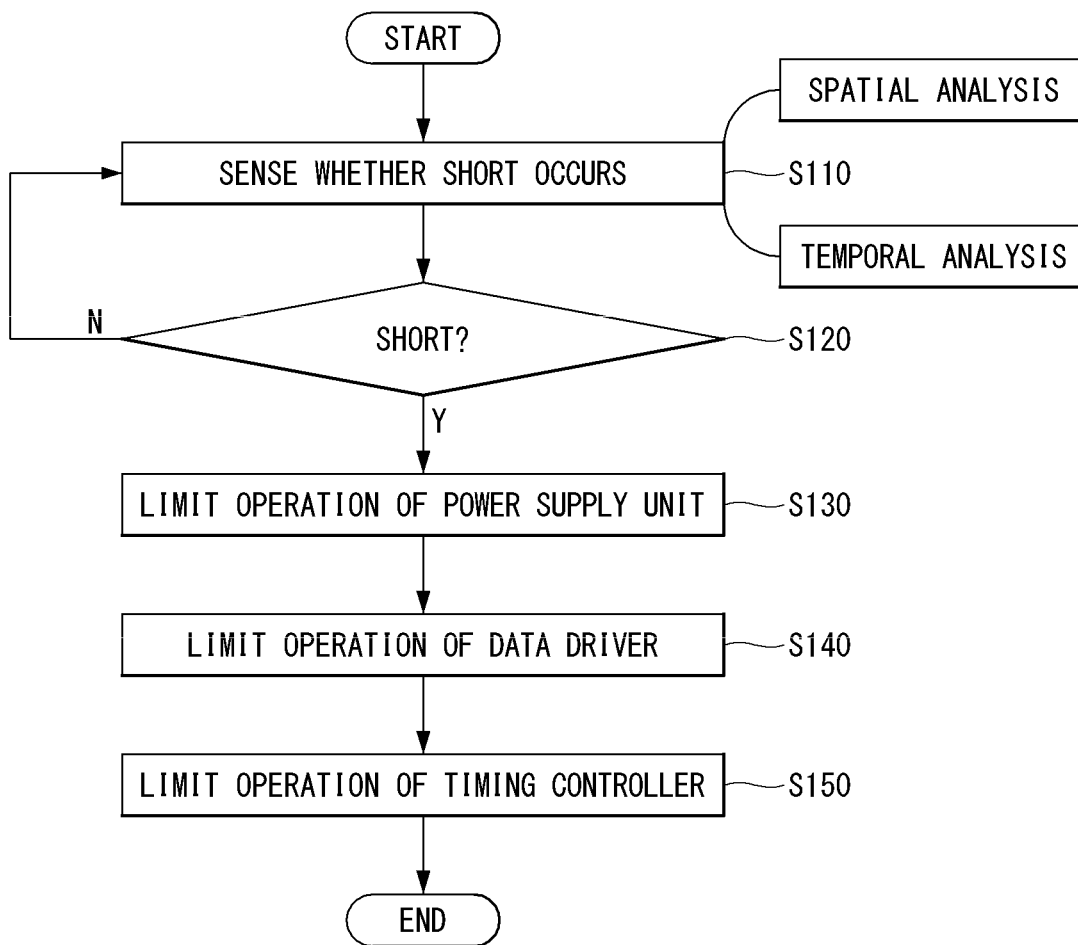 START
SPATIAL ANALYSIS
SENSE WHETHER SHORT OCCURS
S110
TEMPORAL ANALYSIS
N
SHORT?
S120
Y
LIMIT OPERATION OF POWER SUPPLY UNIT
S130
LIMIT OPERATION OF DATA DRIVER
S140
LIMIT OPERATION OF TIMING CONTROLLER
S150
END